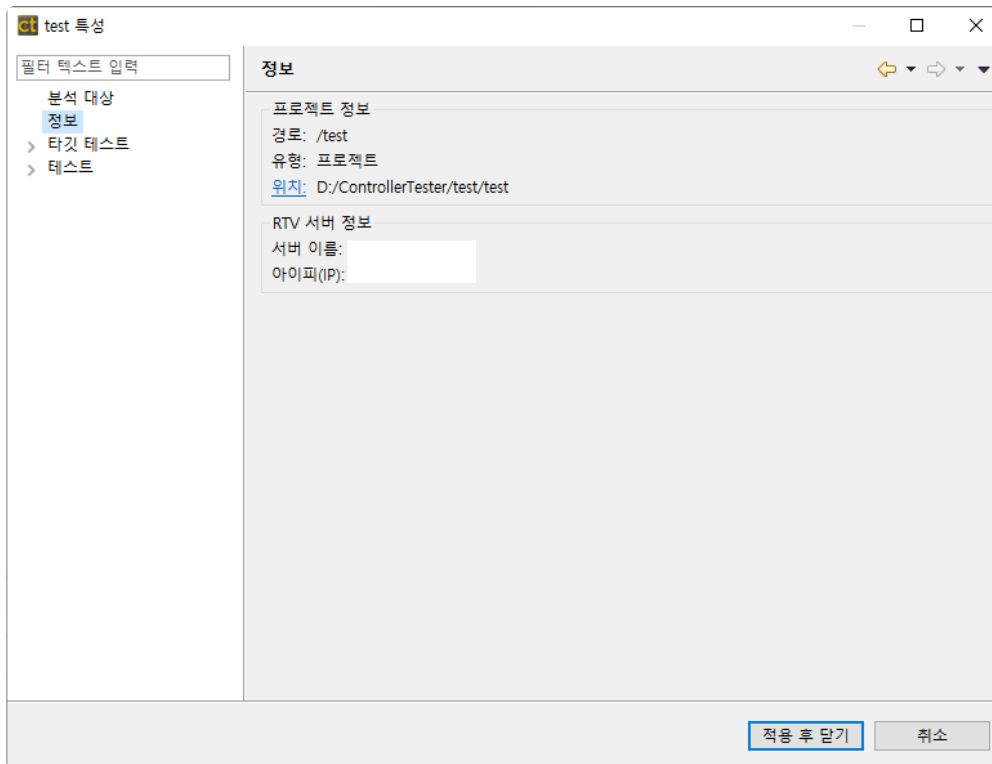 ct test 특성
필터 텍스트 입력
분석 대상
정보
타깃 테스트
테스트
정보
프로젝트 정보
경로: /test
유형: 프로젝트
위치: D:/ControllerTester/test/test
RTV 서버 정보
서버 이름:
아이피(IP):
적용 후 닫기
취소